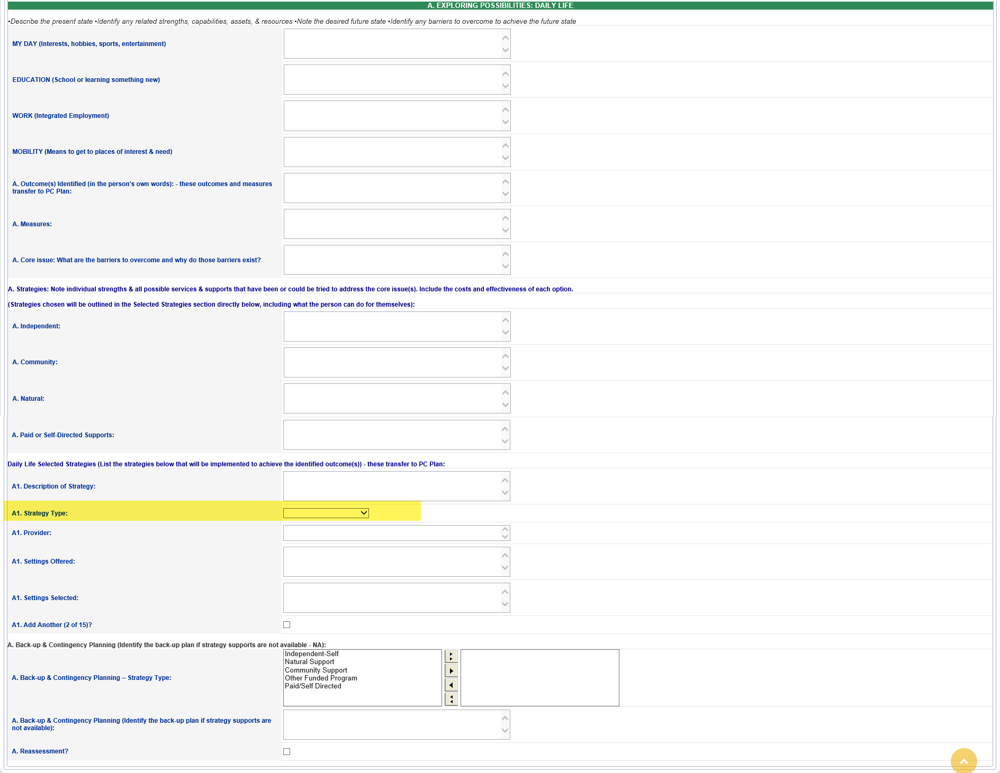 A. EXPLORING POSSIBILITIES: DAILY LIFE
•Describe the present state •Identify any related strengths, capabilities, assets, & resources •Note the desired future state •Identify any barriers to overcome to achieve the future state
MY DAY (Interests, hobbies, sports, entertainment)
EDUCATION (School or learning something new)
WORK (Integrated Employment)
MOBILITY (Means to get to places of interest & need)
A. Outcome(s) Identified (in the person's own words): - these outcomes and measures
transfer to PC Plan:
A. Measures:
A. Core issue: What are the barriers to overcome and why do those barriers exist?
A. Strategies: Note individual strengths & all possible services & supports that have been or could be tried to address the core issue(s). Include the costs and effectiveness of each option.
(Strategies chosen will be outlined in the Selected Strategies section directly below, including what the person can do for themselves):
A. Independent:
A. Community:
A. Natural:
A. Paid or Self-Directed Supports:
Daily Life Selected Strategies (List the strategies below that will be implemented to achieve the identified outcome(s)) - these transfer to PC Plan:
A1. Description of Strategy:
A1. Strategy Type:
A1. Provider:
A1. Settings Offered:
A1. Settings Selected:
A1. Add Another (2 of 15)?
A. Back-up & Contingency Planning (Identify the back-up plan if strategy supports are not available - NA):
A. Back-up & Contingency Planning – Strategy Type:
Independent-Self
Natural Support
Community Support
Other Funded Program
Paid/Self Directed
A. Back-up & Contingency Planning (Identify the back-up plan if strategy supports are
not available):
A. Reassessment?